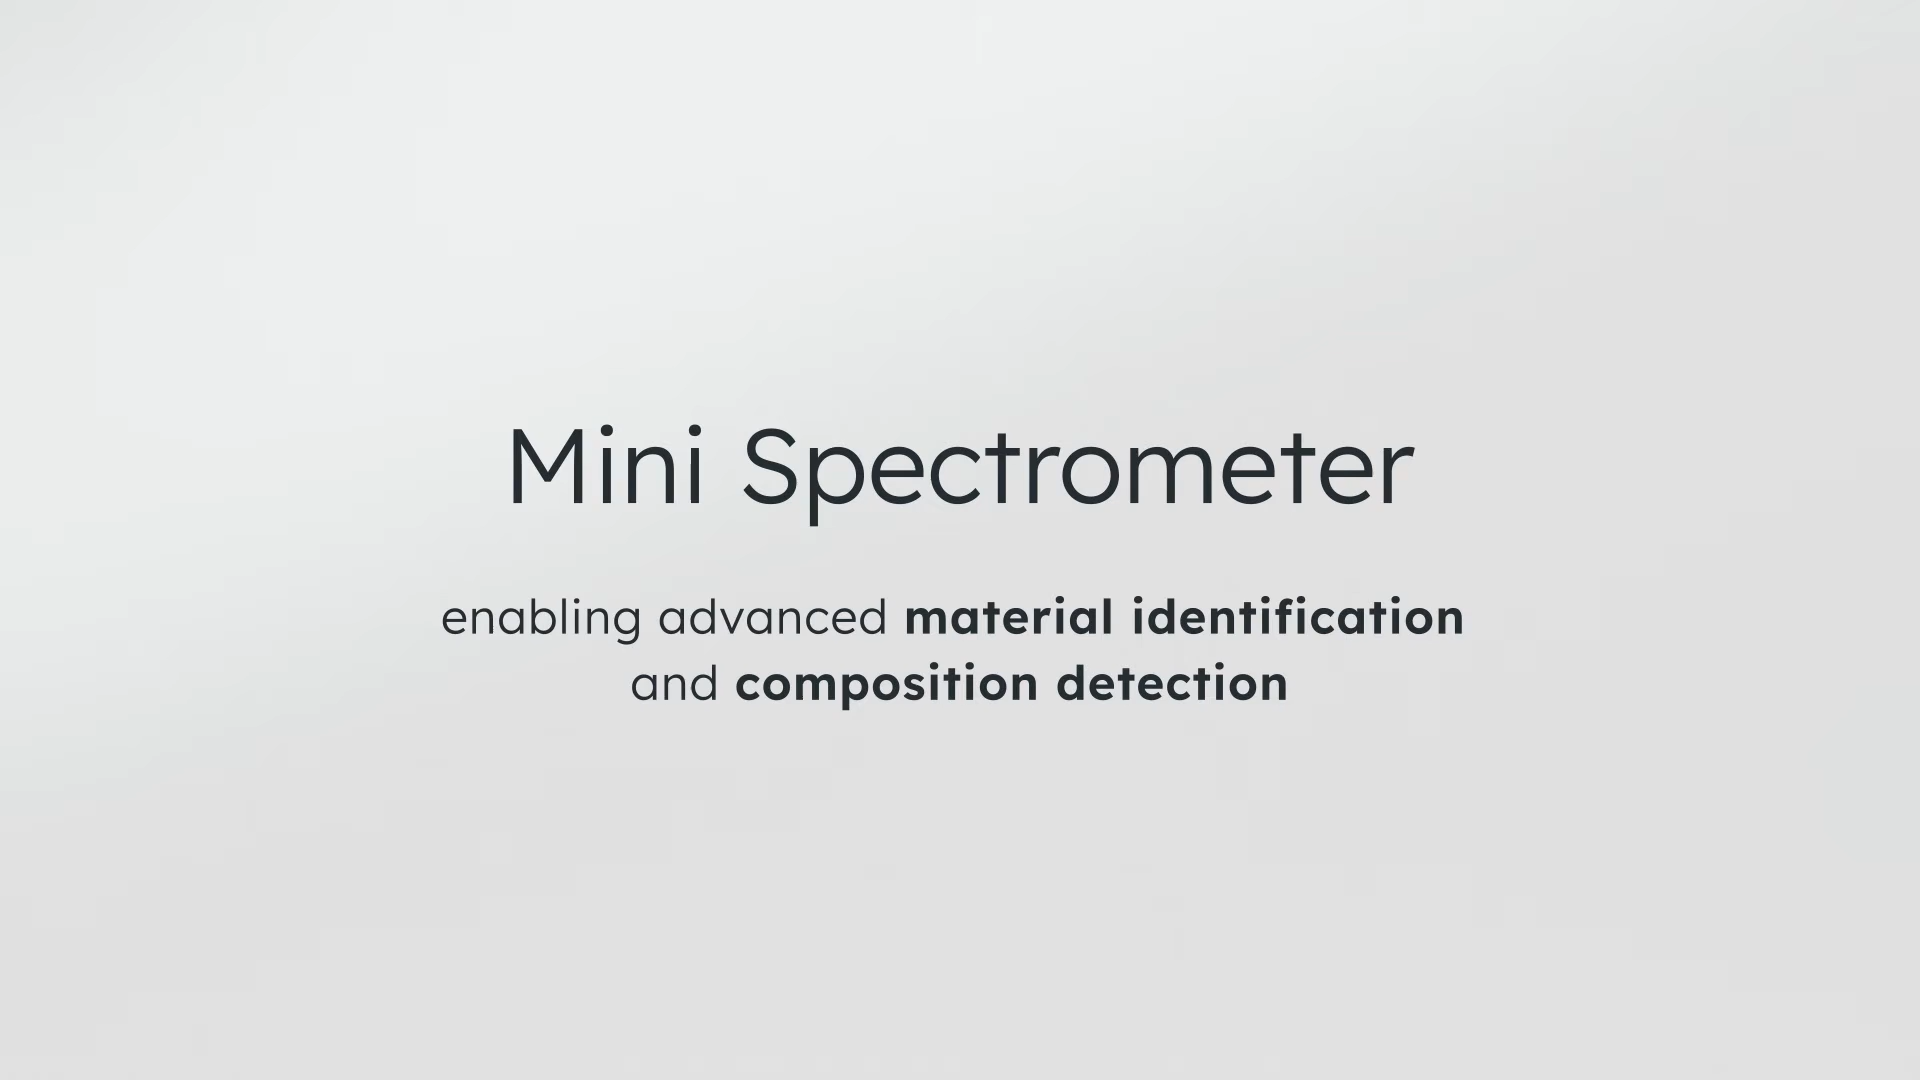 Mini Spectrometer
enabling advanced material identification
and composition detection